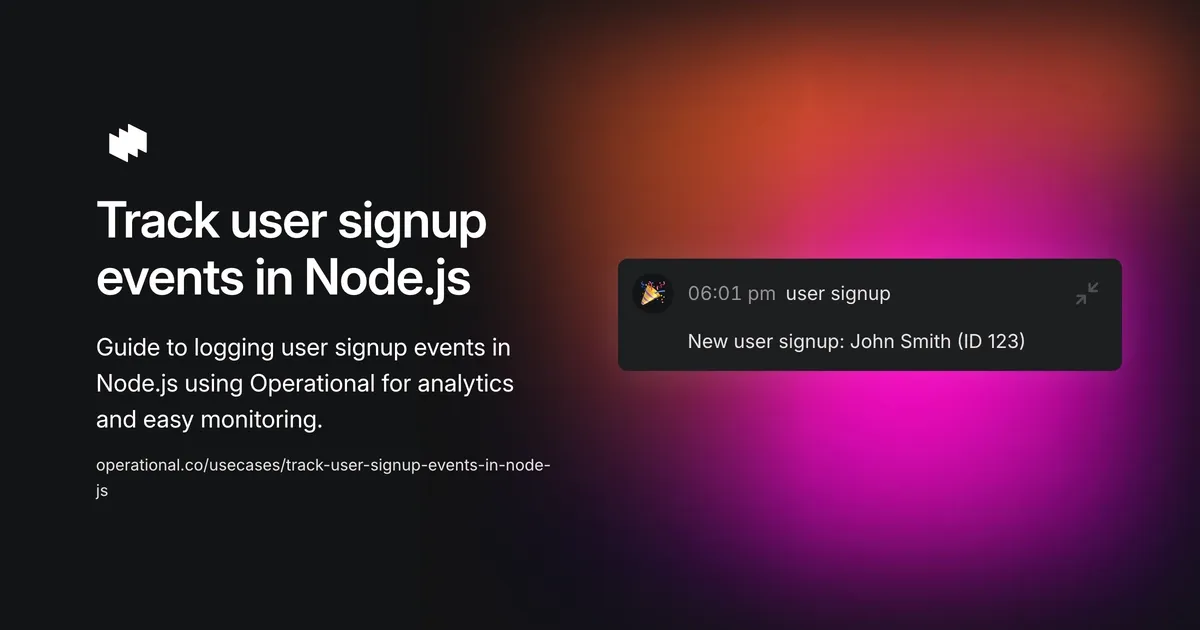 Track user signup
events in Node.js
Guide to logging user signup events in
Node.js using Operational for analytics
and easy monitoring.
operational.co/usecases/track-user-signup-events-in-node-
js
06:01 pm user signup
New user signup: John Smith (ID 123)